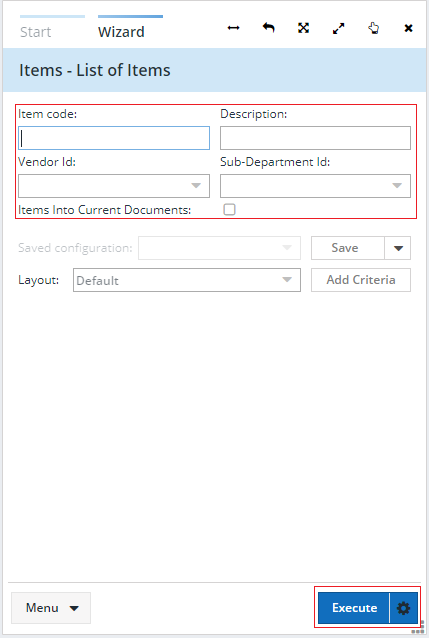 Start Wizard
Items - List of Items
Item code: Description:
Vendor Id: Sub-Department Id:
Items Into Current Documents:
Saved configuration: Save
Layout: Default Add Criteria
Menu Execute